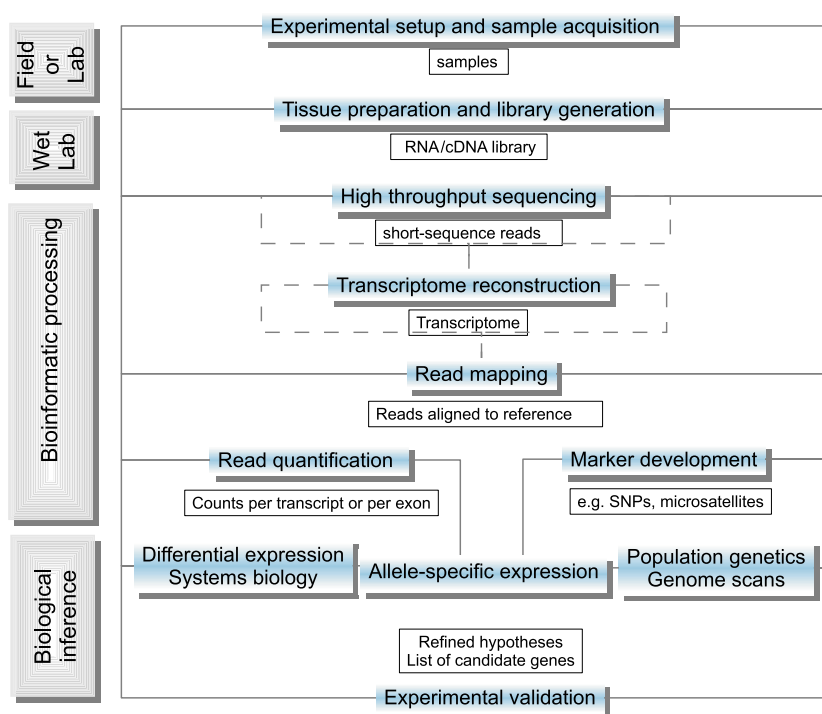 Field
or
Lab
Experimental setup and sample acquisition
samples
Wet
Lab
Tissue preparation and library generation
RNA/cDNA library
Bioinformatic processing
High throughput sequencing
short-sequence reads
Transcriptome reconstruction
Transcriptome
Read mapping
Reads aligned to reference
Read quantification
Counts per transcript or per exon
Marker development
e.g. SNPs, microsatellites
Biological
inference
Differential expression
Systems biology
Allele-specific expression
Population genetics
Genome scans
Refined hypotheses
List of candidate genes
Experimental validation